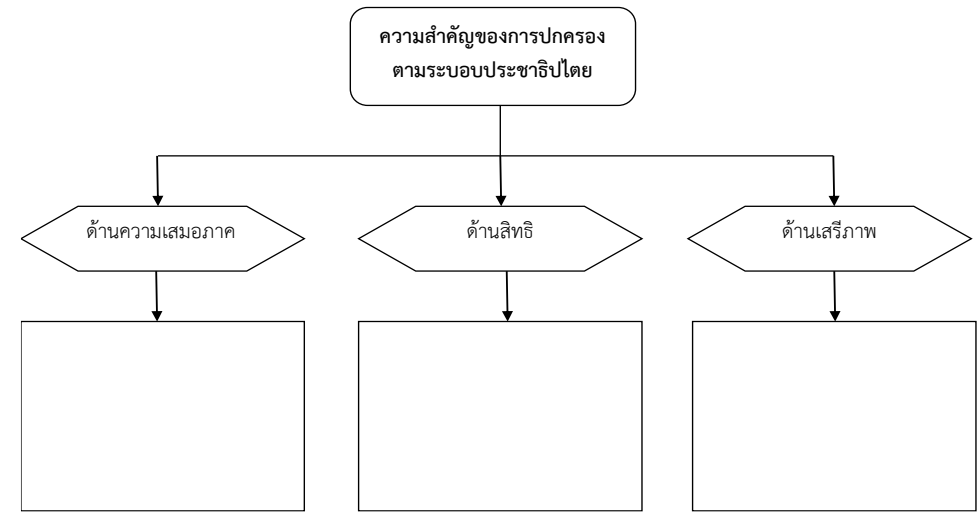 ความสำคัญของการปกครอง
ตามระบอบประชาธิปไตย
ด้านความเสมอภาค
ด้านสิทธิ
ด้านเสรีภาพ